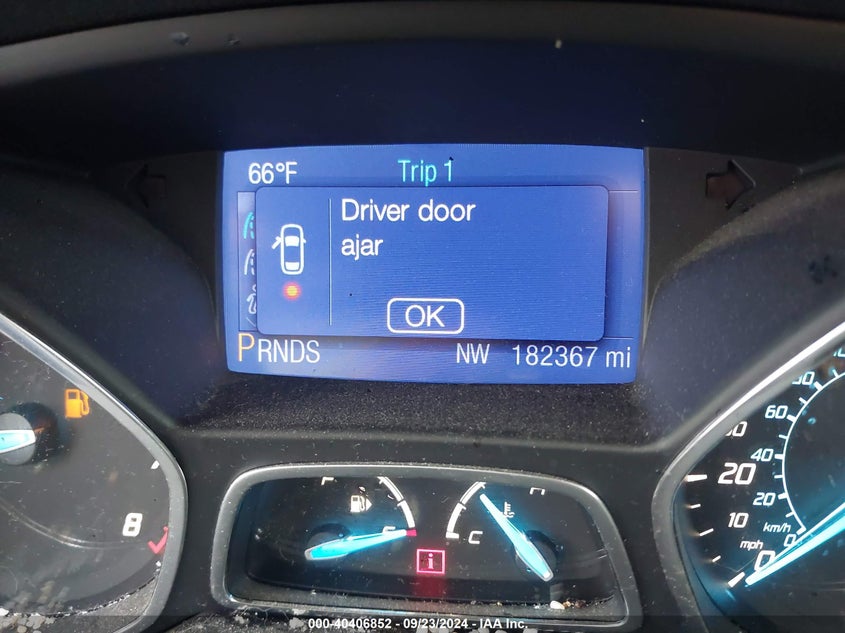 66°F Trip 1
Driver door
ajar
OK
PRNDS NW 182367 mi
8
F
E
H
C
i
60
40
20
20
10
km/h
0
mph
0
000-40406852 / 09/23/2024 / IAA Inc.